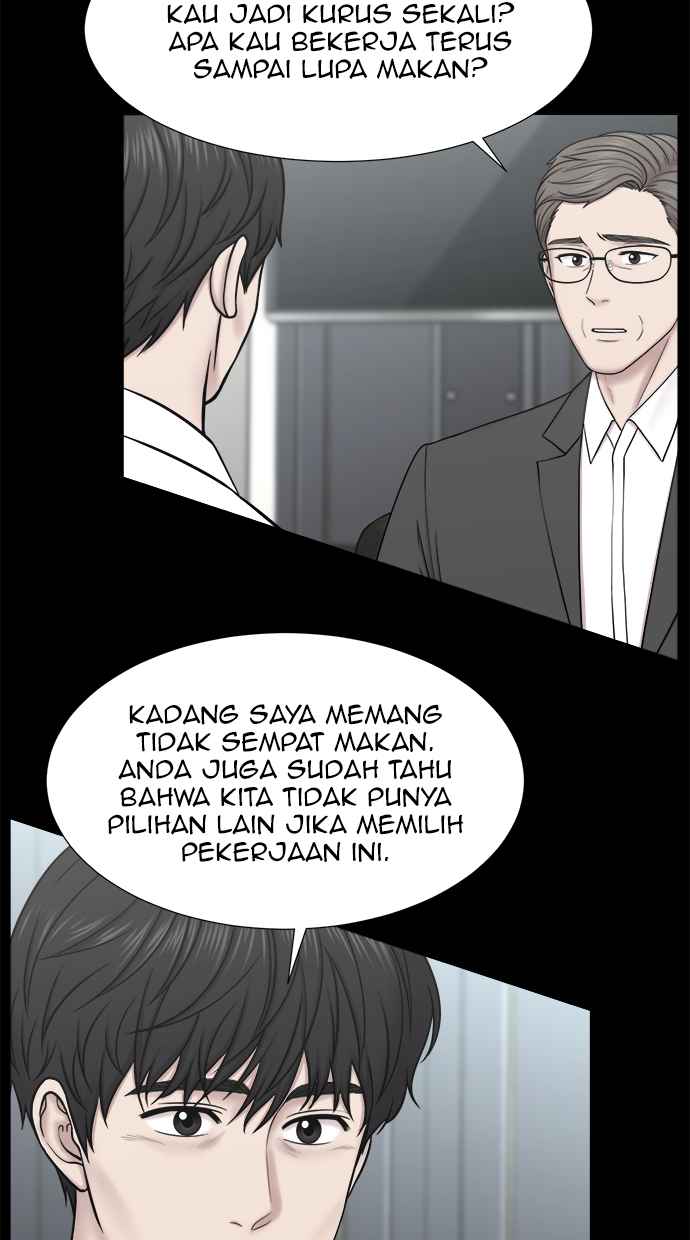 KAU JADI KURUS SEKALI?
APA KAU BEKERJA TERUS
SAMPAI LUPA MAKAN?
KADANG SAYA MEMANG
TIDAK SEMPAT MAKAN.
ANDA JUGA SUDAH TAHU
BAHWA KITA TIDAK PUNYA
PILIHAN LAIN JIKA MEMILIH
PEKERJAAN INI.